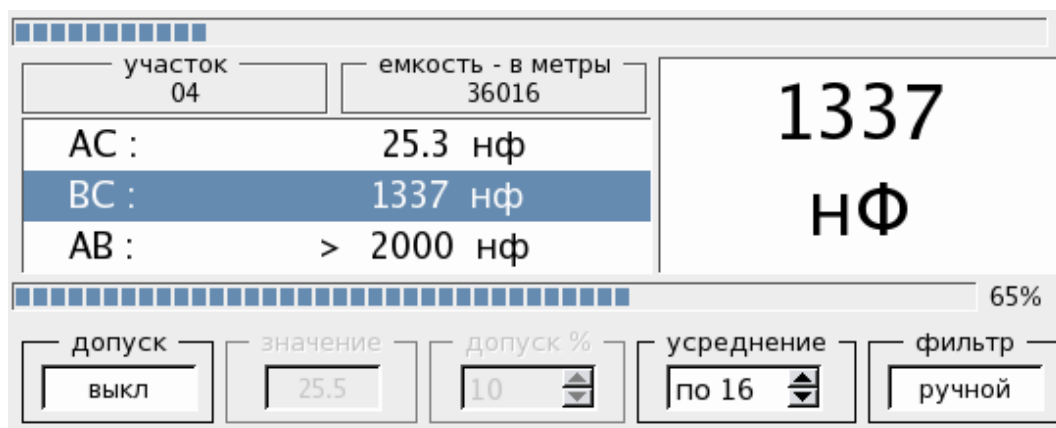 участок
04
емкость - в метры
36016
AC : 25.3 нф
BC : 1337 нф
AB : > 2000 нф
1337
нФ
65%
допуск
выкл
значение
25.5
допуск %
10
усреднение
по 16
фильтр
ручной